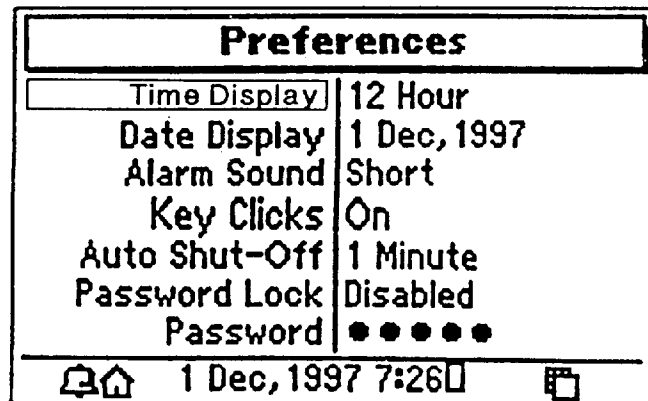 Preferences
Time Display 12 Hour
Date Display 1 Dec, 1997
Alarm Sound Short
Key Clicks On
Auto Shut-Off 1 Minute
Password Lock Disabled
Password ●●●●●
1 Dec, 1997 7:26